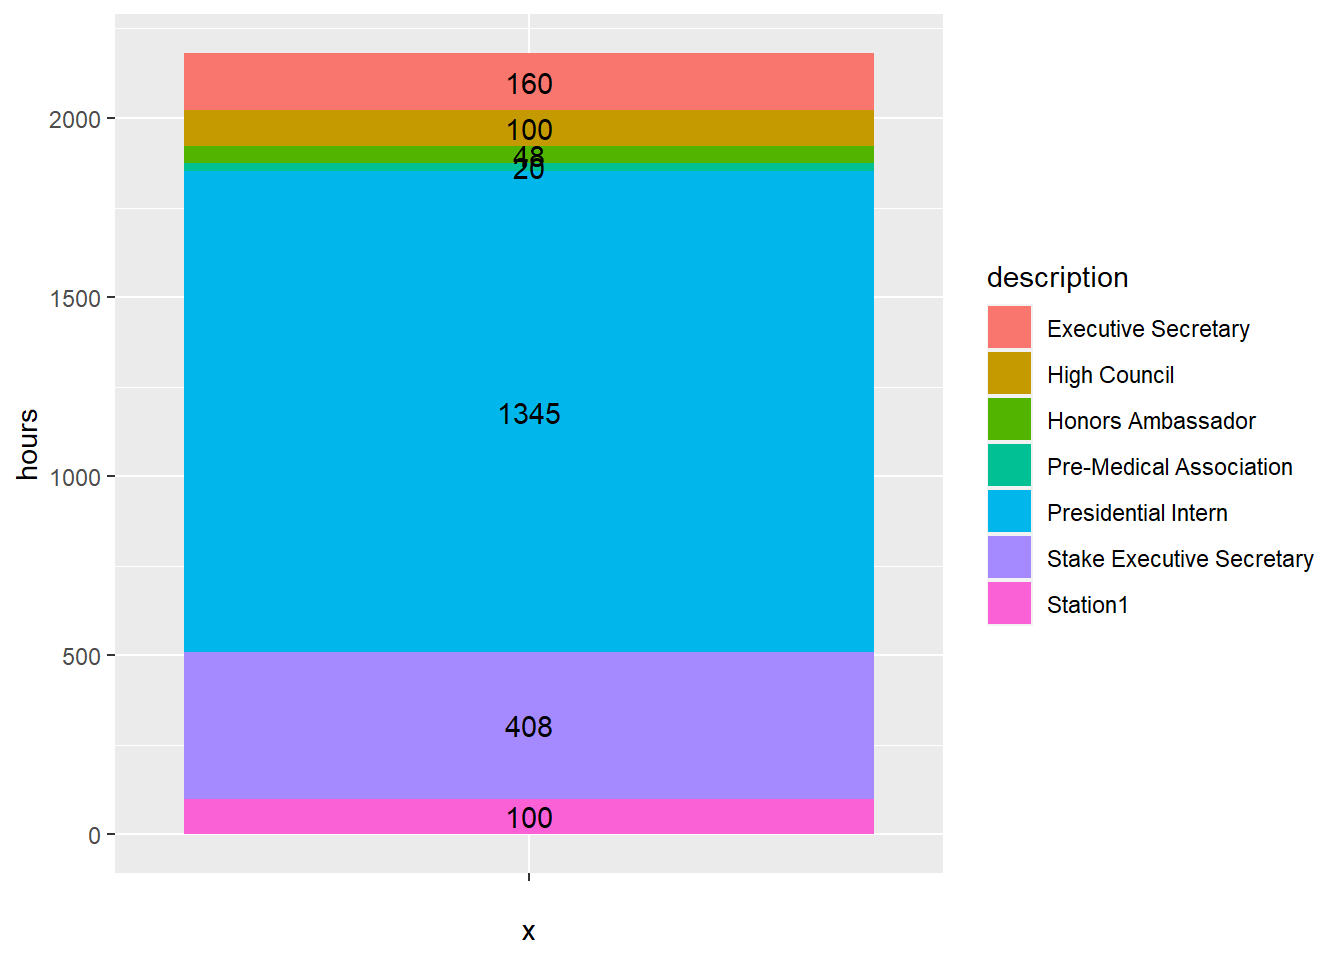 hours
2000
1500
1000
500
0
160
100
48
20
1345
408
100
x
description
Executive Secretary
High Council
Honors Ambassador
Pre-Medical Association
Presidential Intern
Stake Executive Secretary
Station1